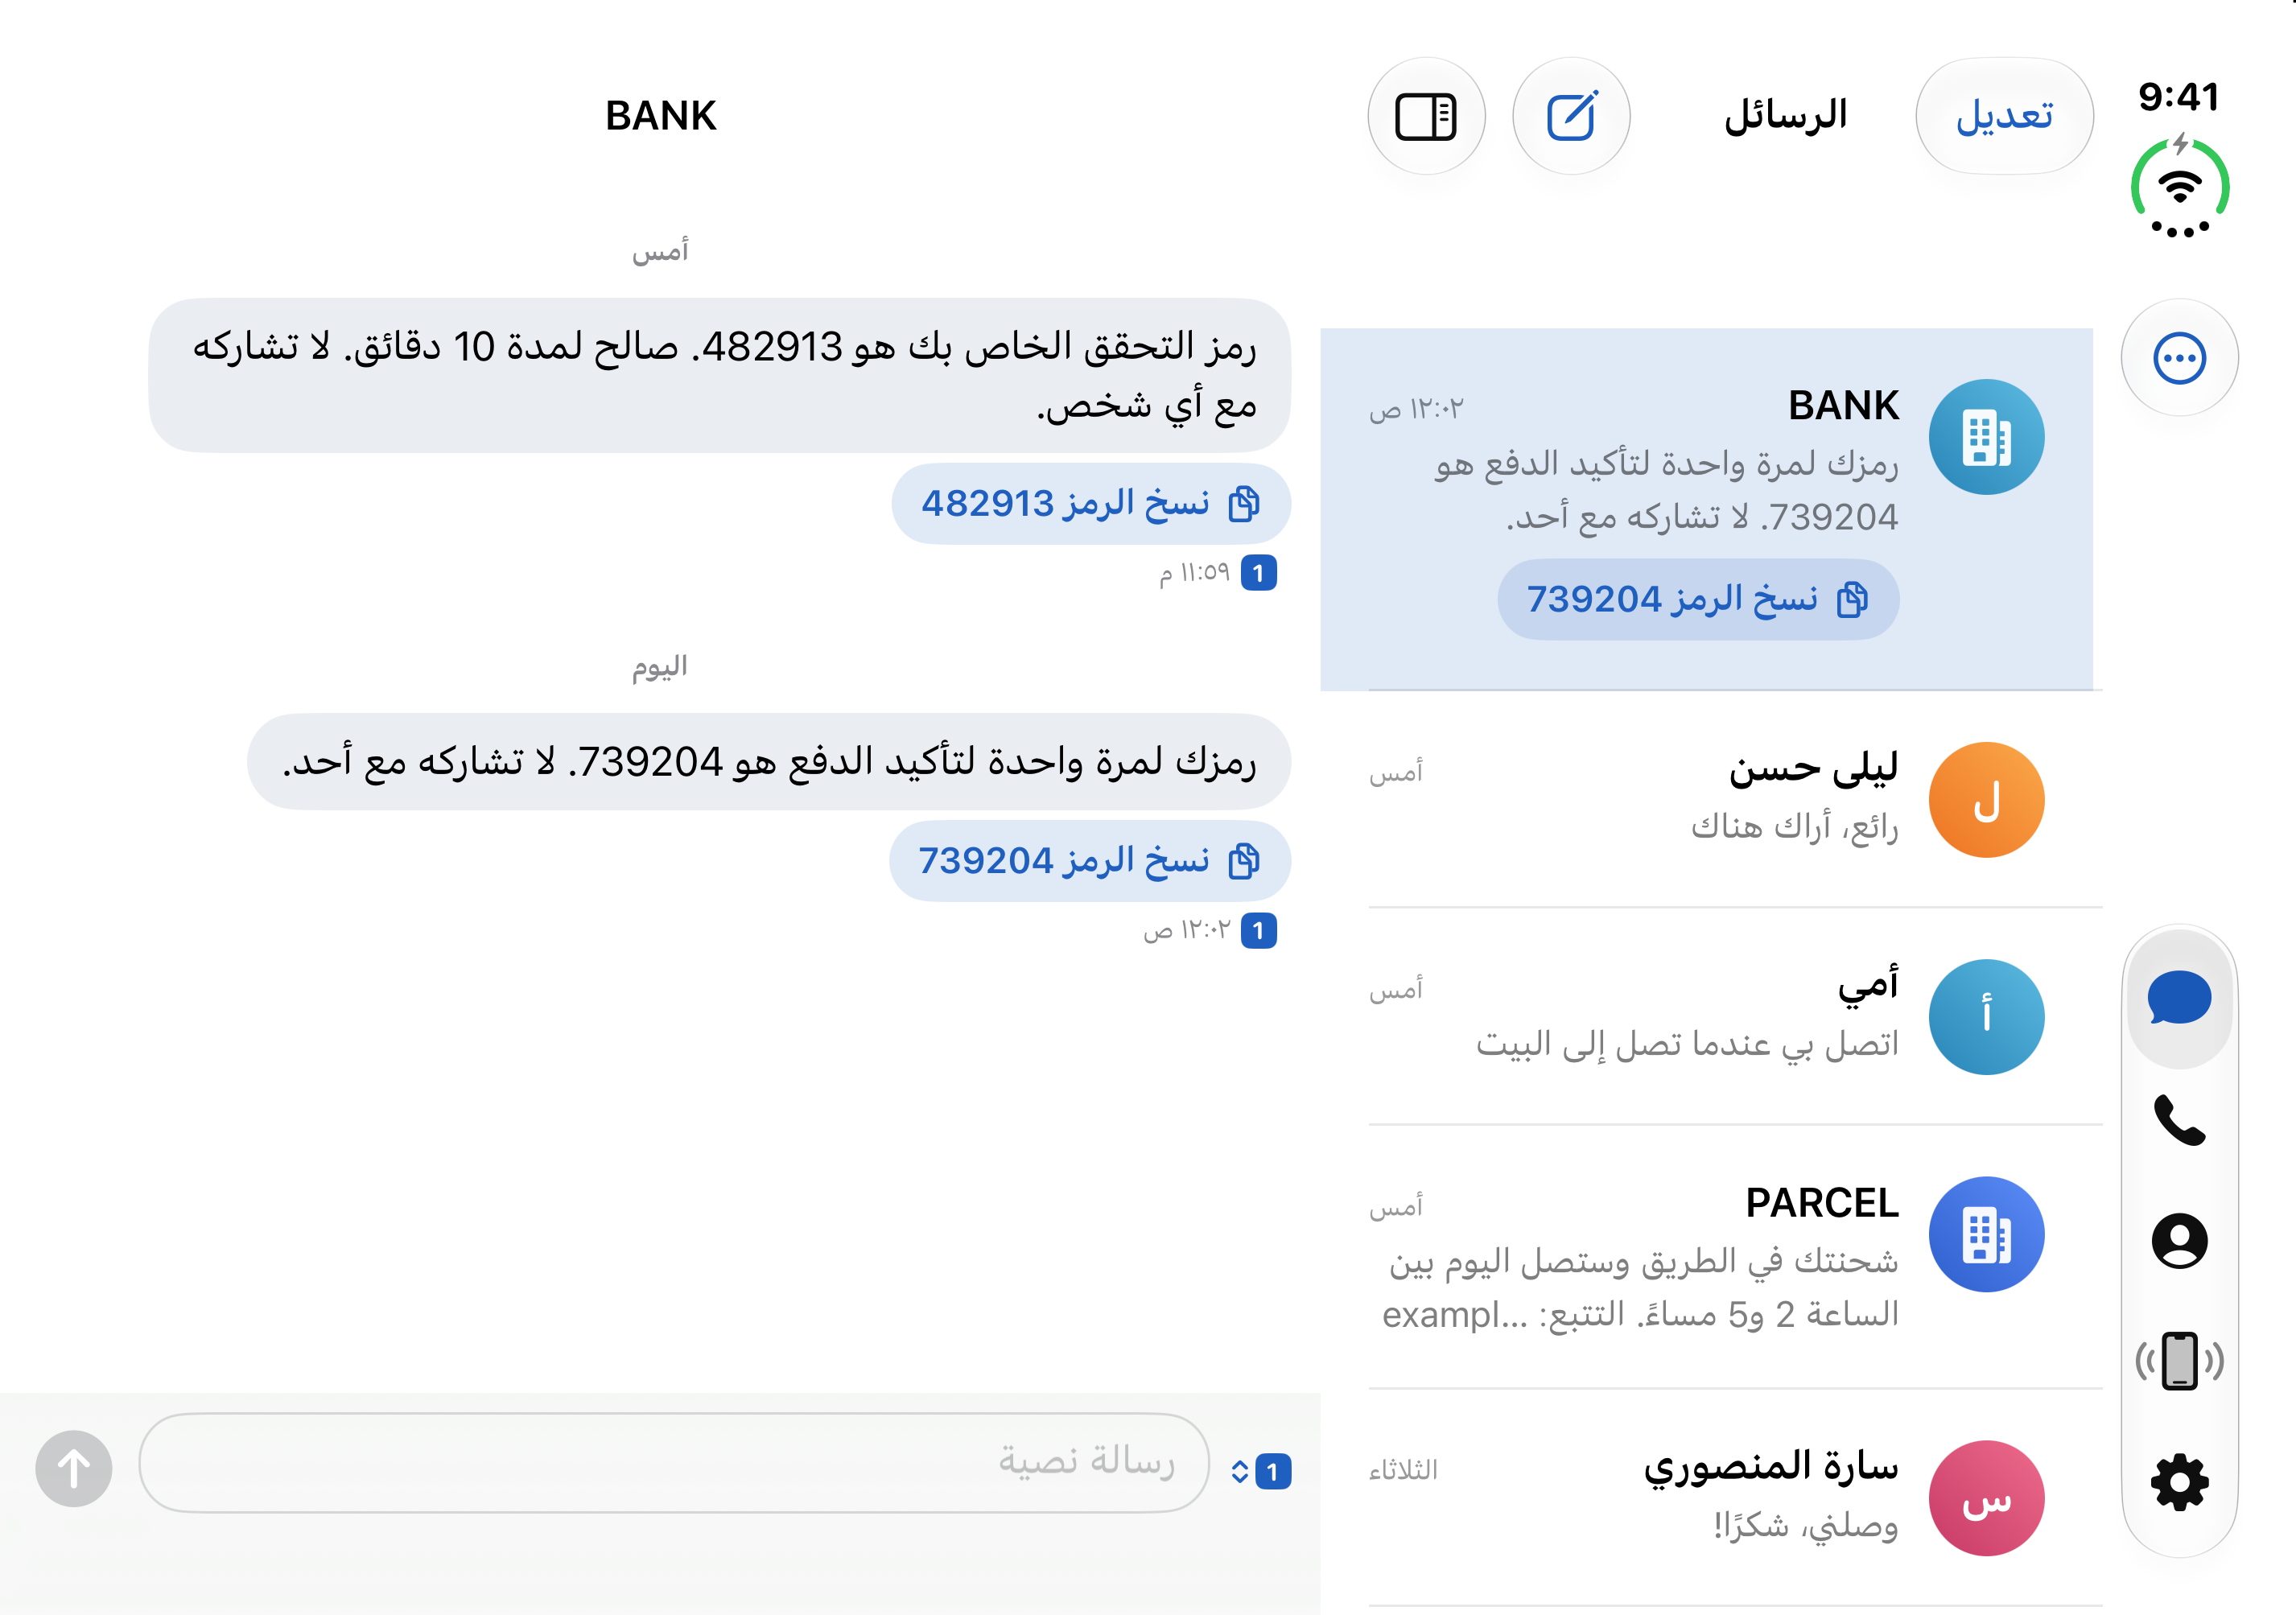 9:41
تعديل
الرسائل
BANK
١٢:٠٢ ص
رمزك لمرة واحدة لتأكيد الدفع هو
739204. لا تشاركه مع أحد.
نسخ الرمز 739204
ل
ليلى حسن
أمس
رائع، أراك هناك
أ
أمي
أمس
اتصل بي عندما تصل إلى البيت
PARCEL
أمس
شحنتك في الطريق وستصل اليوم بين
الساعة 2 و5 مساءً. التتبع: ...exampl
س
سارة المنصوري
الثلاثاء
وصلني، شكرًا!
BANK
أمس
رمز التحقق الخاص بك هو 482913. صالح لمدة 10 دقائق. لا تشاركه
مع أي شخص.
نسخ الرمز 482913
1 ١١:٥٩ م
اليوم
رمزك لمرة واحدة لتأكيد الدفع هو 739204. لا تشاركه مع أحد.
نسخ الرمز 739204
1 ١٢:٠٢ ص
1
رسالة نصية